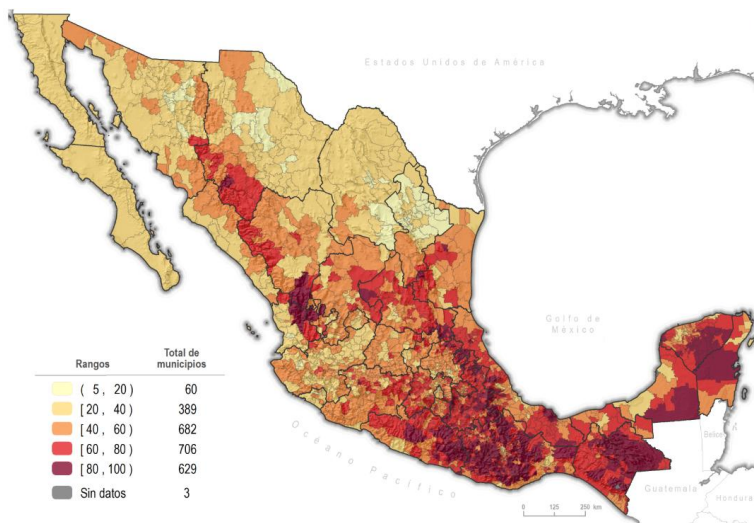 Estados Unidos de América
Golfo de
México
Rangos
Total de
municipios
( 5 , 20)
60
[ 20 , 40)
389
[ 40 , 60)
682
[ 60 , 80)
706
[ 80 , 100)
629
Sin datos
3
Océano Pacífico
Belice
Guatemala
Honduras
0
125
250
km